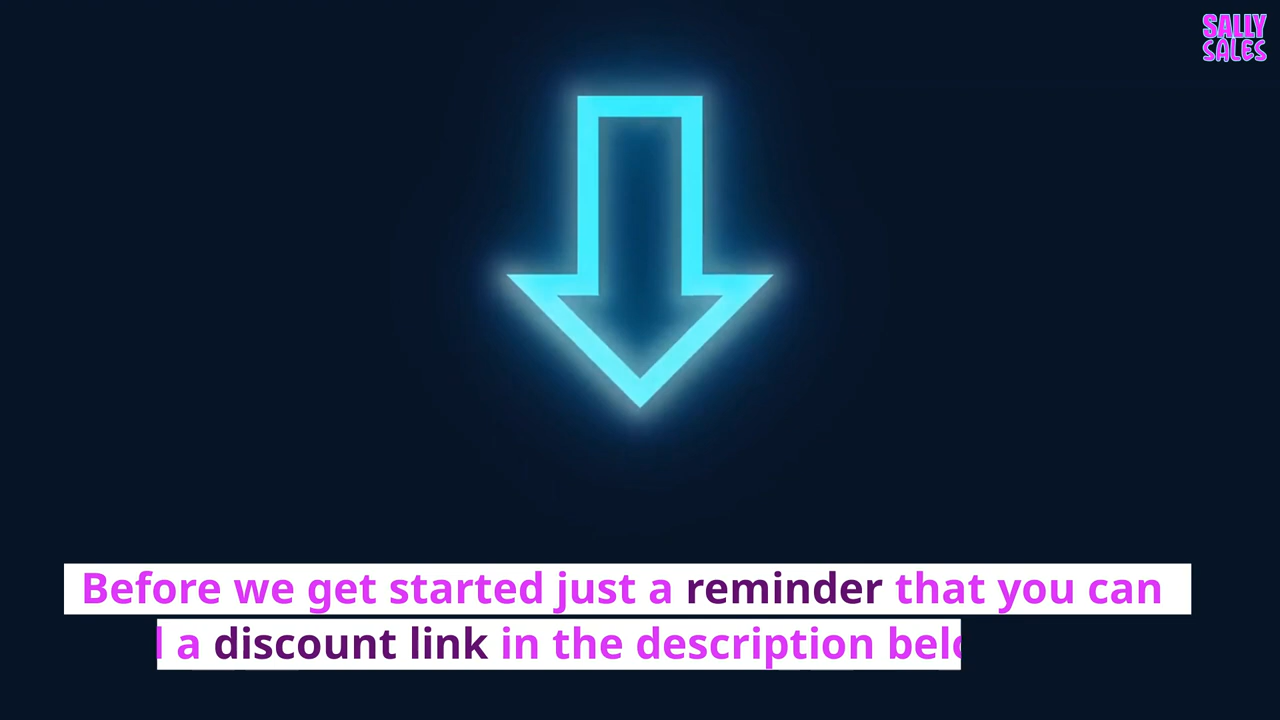 SALLY
SALES
Before we get started just a reminder that you can
a discount link in the description